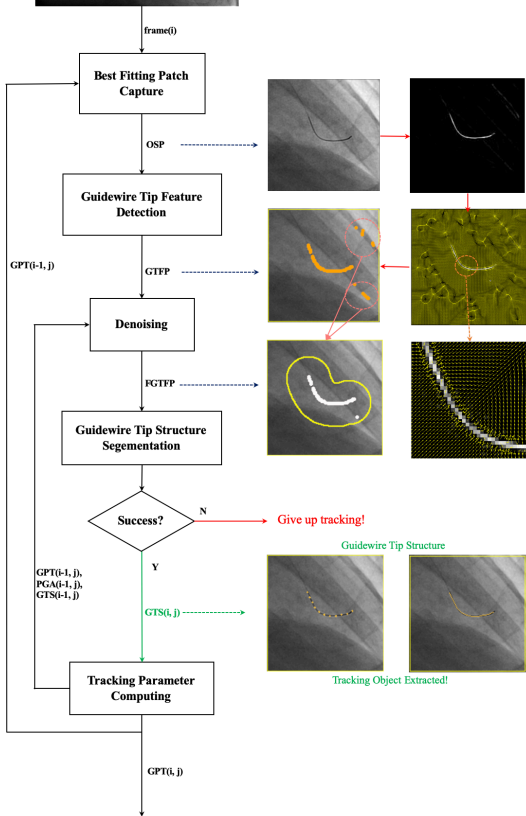 frame(i)
Best Fitting Patch
Capture
OSP
Guidewire Tip Feature
Detection
GPT(i-1, j)
GTFP
Denoising
FGTFP
Guidewire Tip Structure
Segementation
Success?
N
Give up tracking!
Y
Guidewire Tip Structure
GPT(i-1, j),
PGA(i-1, j),
GTS(i-1, j)
GTS(i, j)
Tracking Object Extracted!
Tracking Parameter
Computing
GPT(i, j)